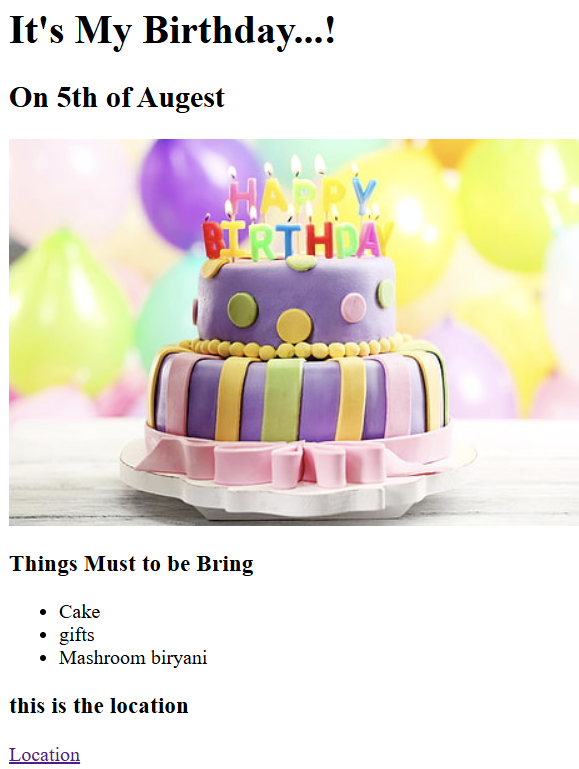 It's My Birthday...!
On 5th of Augest
HAPPY
BIRTHDAY
Things Must to be Bring
Cake
gifts
Mashroom biryani
this is the location
Location